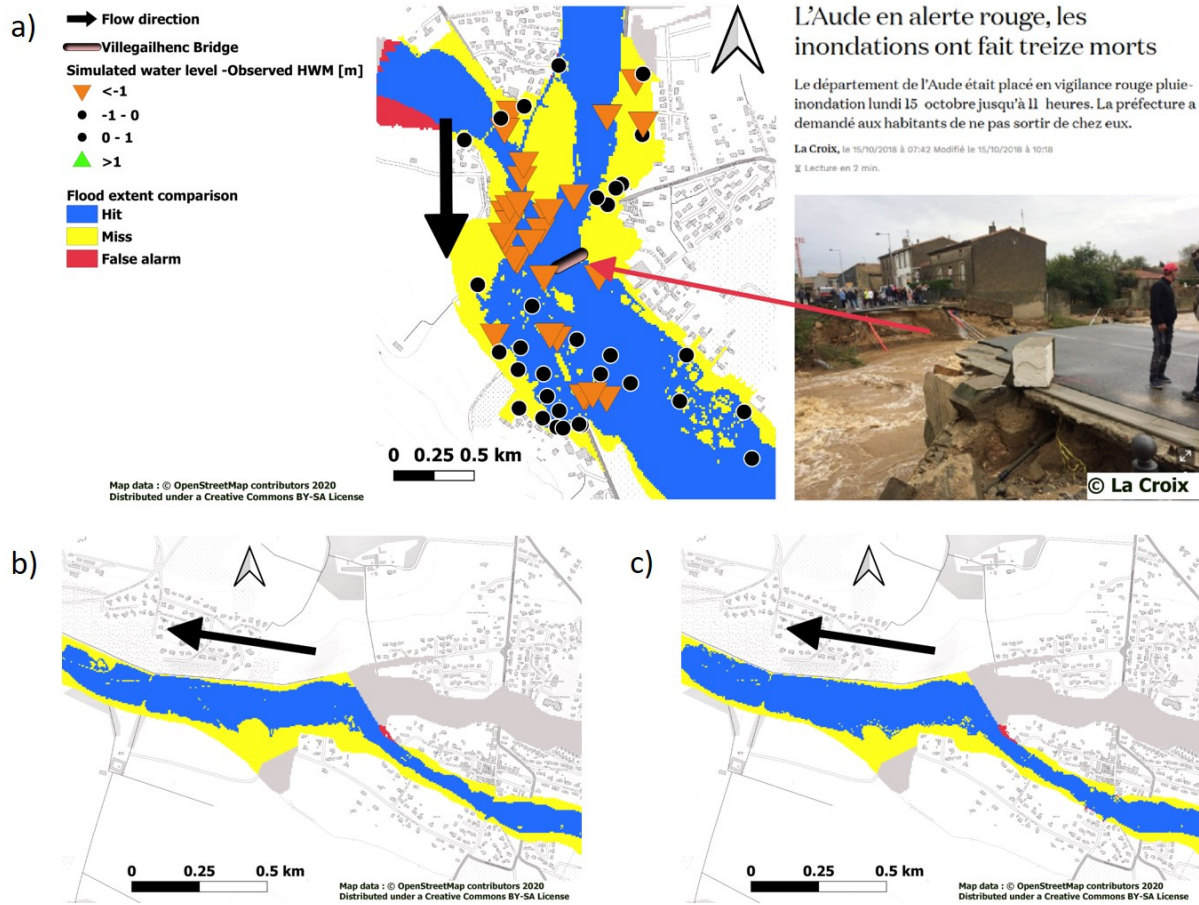 a)
Flow direction
Villegailhenc Bridge
Simulated water level -Observed HWM [m]
<-1
-1 - 0
0 - 1
>1
Flood extent comparison
Hit
Miss
False alarm
0 0.25 0.5 km
Map data : © OpenStreetMap contributors 2020
Distributed under a Creative Commons BY-SA License
L'Aude en alerte rouge, les
inondations ont fait treize morts
Le département de l'Aude était placé en vigilance rouge pluie-
inondation lundi 15 octobre jusqu'à 11 heures. La préfecture a
demandé aux habitants de ne pas sortir de chez eux.
La Croix, le 15/10/2018 à 07:42 Modifié le 15/10/2018 à 10:18
Lecture en 2 min.
© La Croix
b)
0 0.25 0.5 km
Map data : © OpenStreetMap contributors 2020
Distributed under a Creative Commons BY-SA License
c)
0 0.25 0.5 km
Map data : © OpenStreetMap contributors 2020
Distributed under a Creative Commons BY-SA License